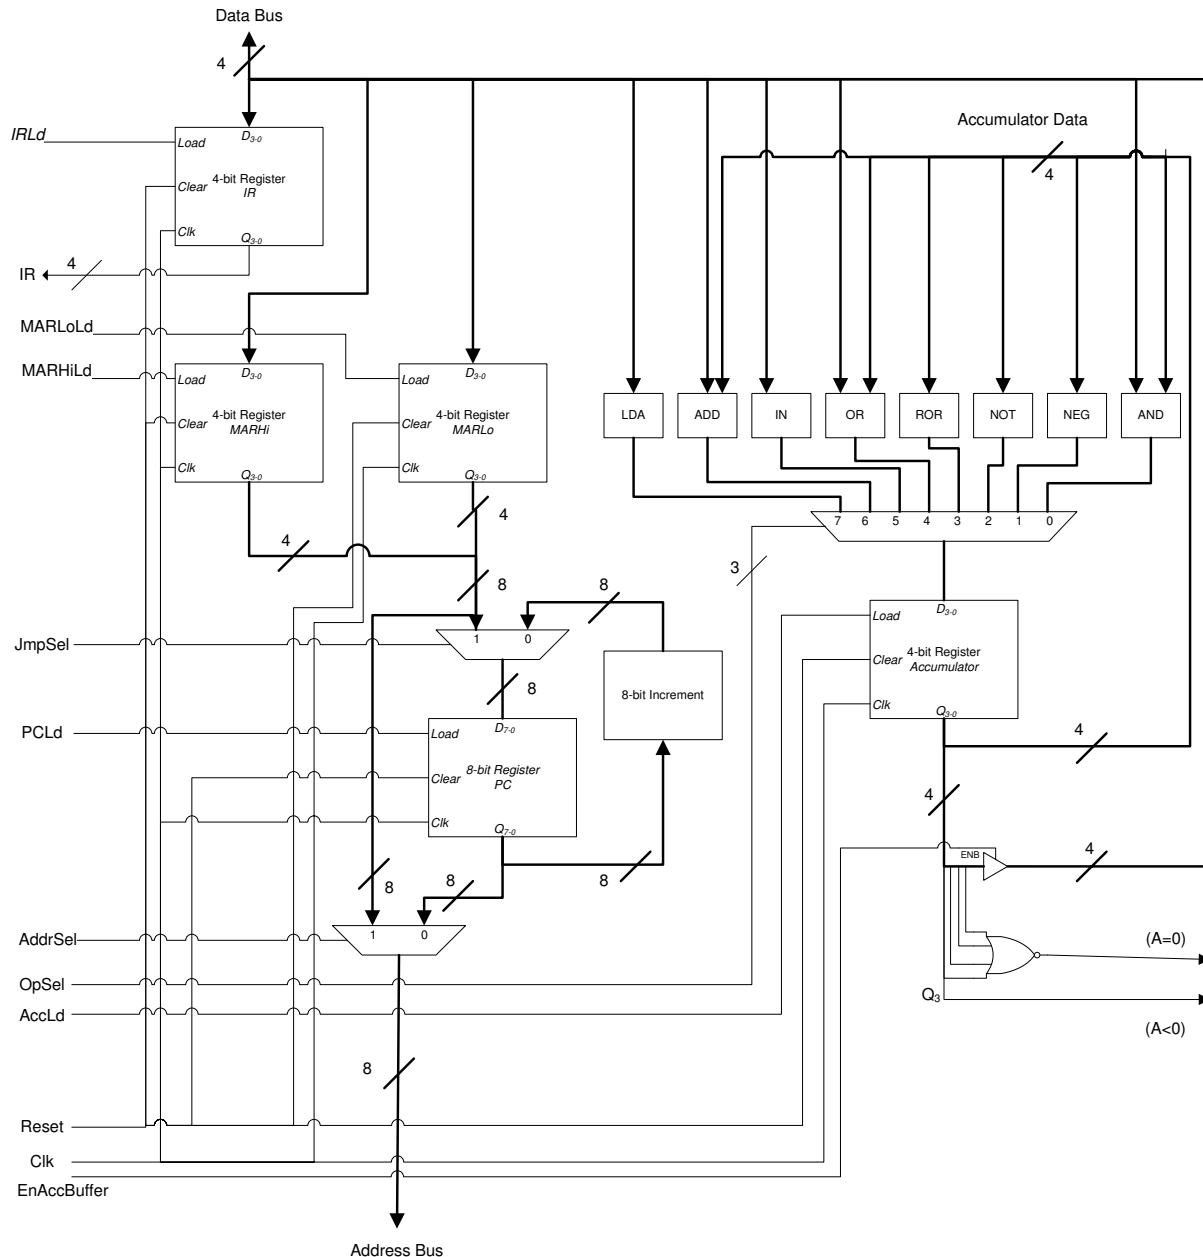 Data Bus
4
Accumulator Data
4
IRLd
Load
D3-0
4-bit Register
IR
Clear
Clk
Q3-0
IR
4
MARLoLd
MARHiLd
Load
D3-0
4-bit Register
MARHi
Clear
Clk
Q3-0
Load
D3-0
4-bit Register
MARLo
Clear
Clk
Q3-0
LDA
ADD
IN
OR
ROR
NOT
NEG
AND
7 6 5 4 3 2 1 0
4
4
3
8
8
JmpSel
1 0
8
8-bit Increment
Load
D3-0
4-bit Register
Accumulator
Clear
Clk
Q3-0
PCLd
Load
D7-0
8-bit Register
PC
Clear
Clk
Q7-0
4
4
8
8
8
ENB
4
AddrSel
1 0
(A=0)
OpSel
Q3
AccLd
(A<0)
8
Reset
Clk
EnAccBuffer
Address Bus